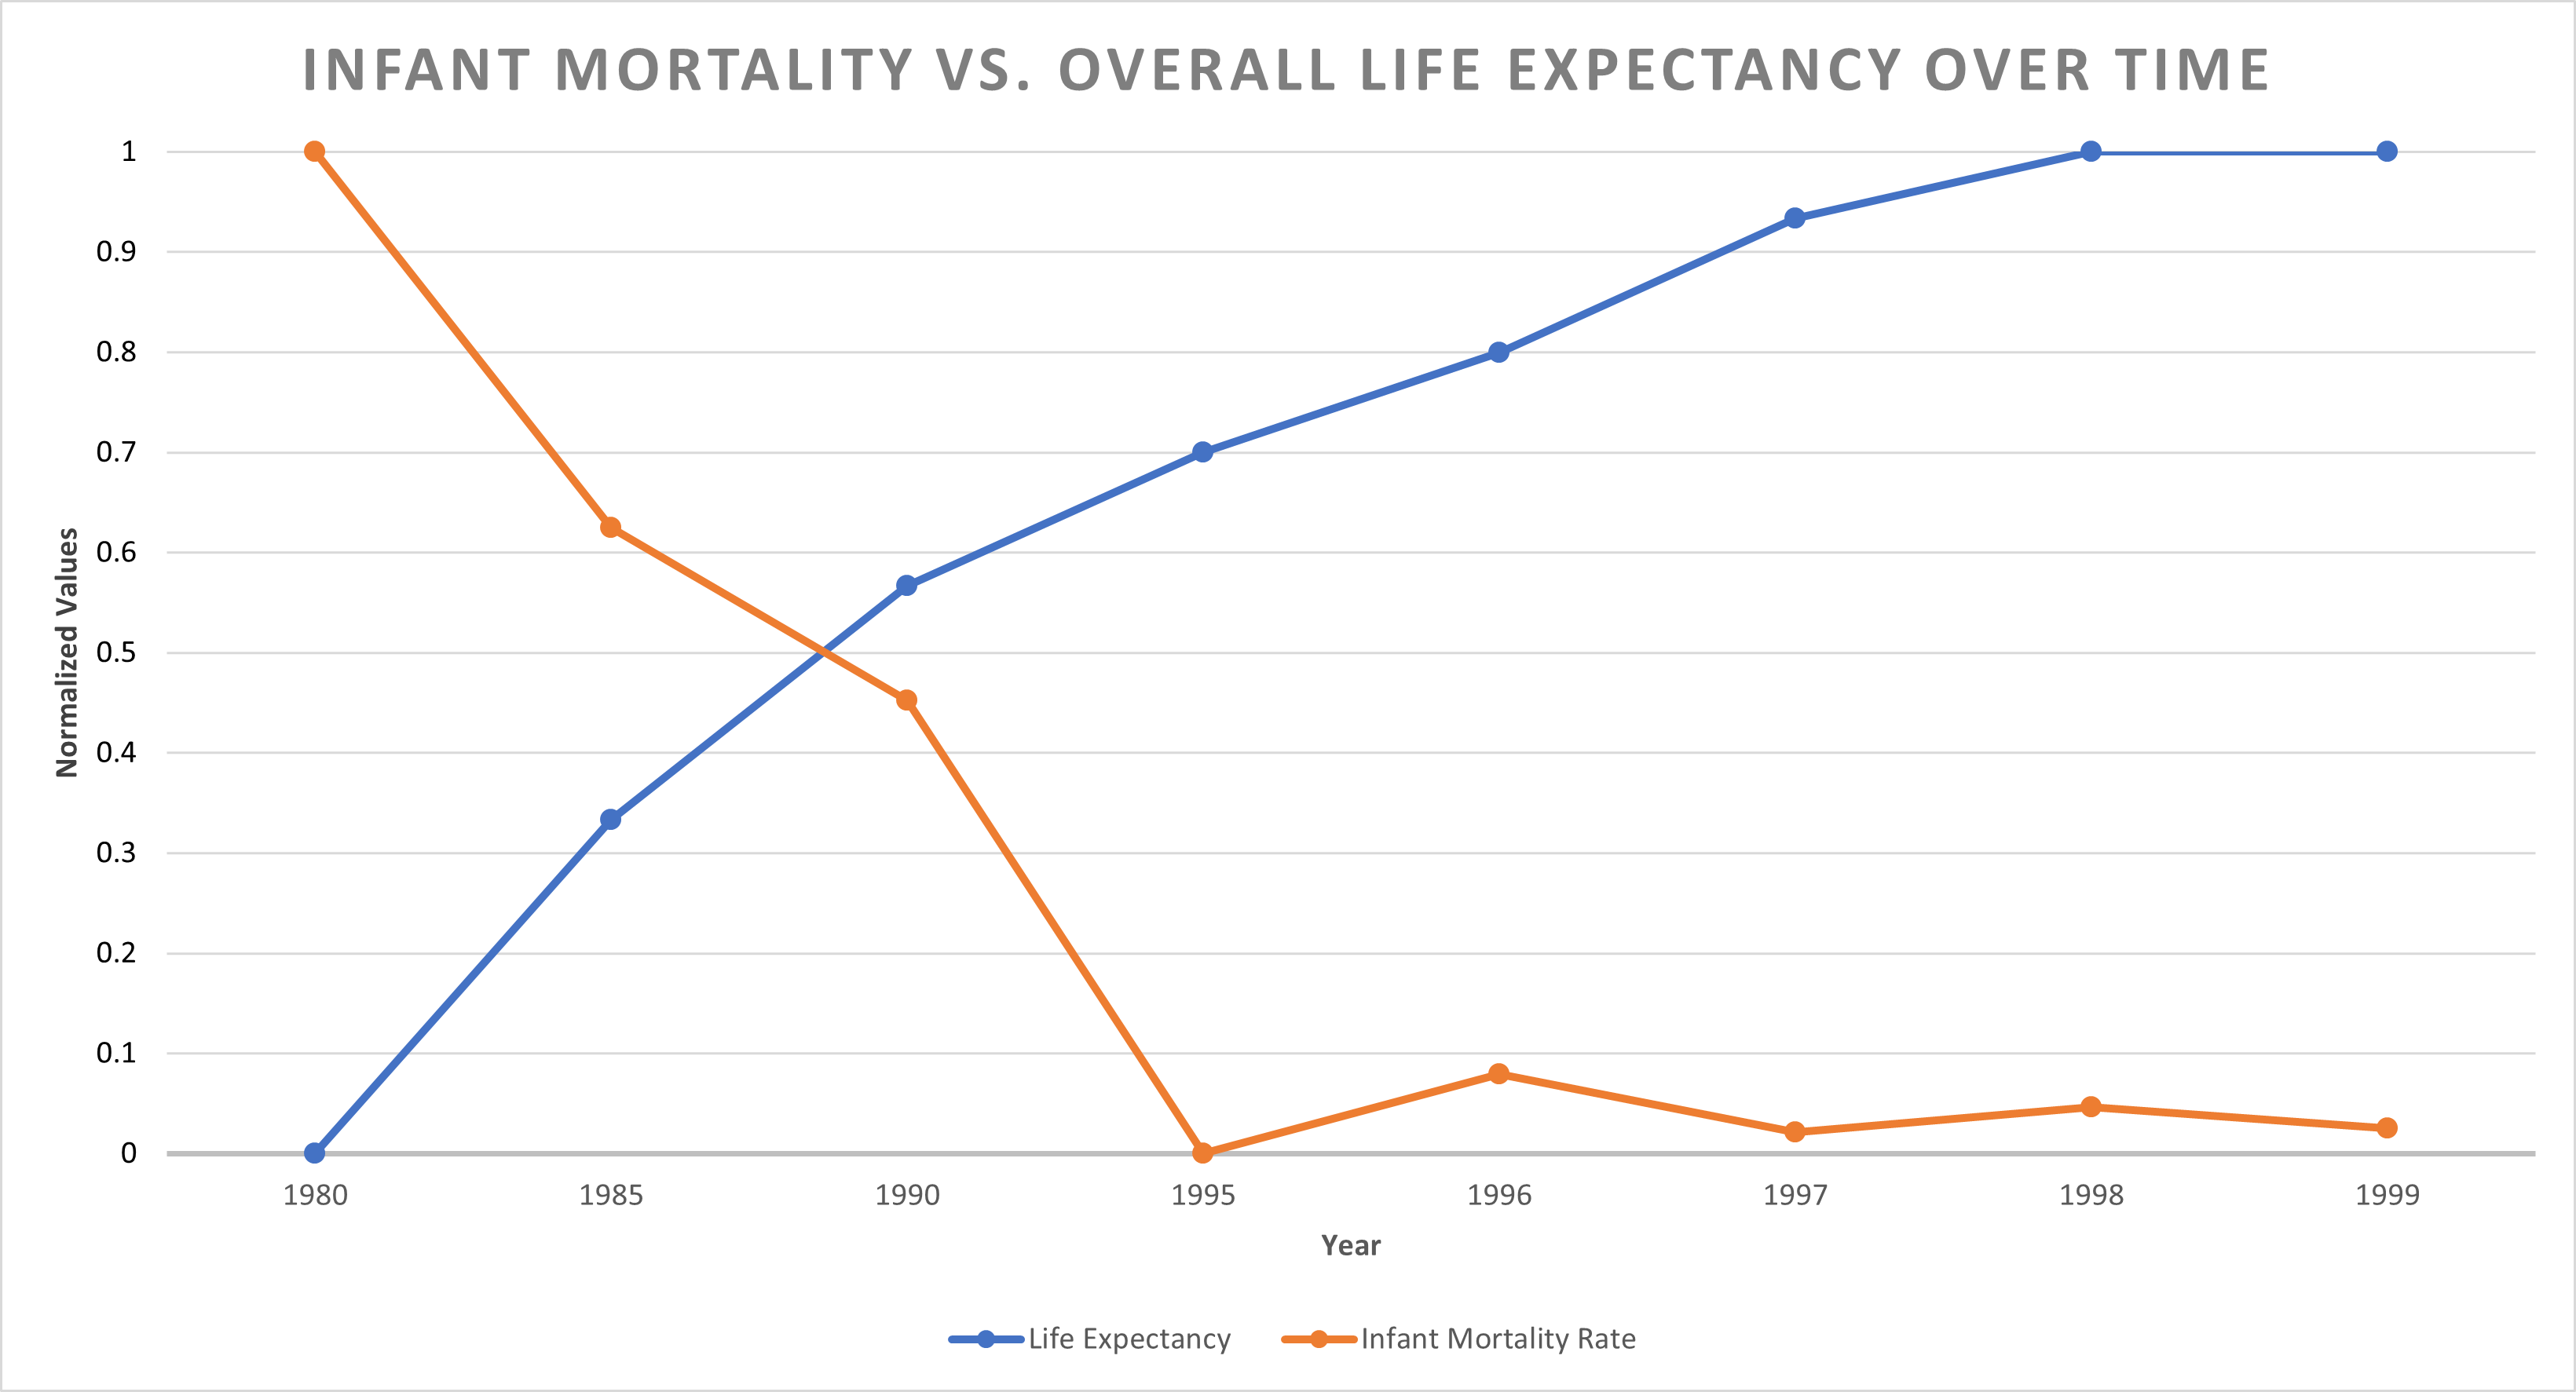 INFANT MORTALITY VS. OVERALL LIFE EXPECTANCY OVER TIME
1
0.9
0.8
0.7
0.6
0.5
0.4
0.3
0.2
0.1
0
Normalized Values
1980 1985 1990 1995 1996 1997 1998 1999
Year
Life Expectancy Infant Mortality Rate